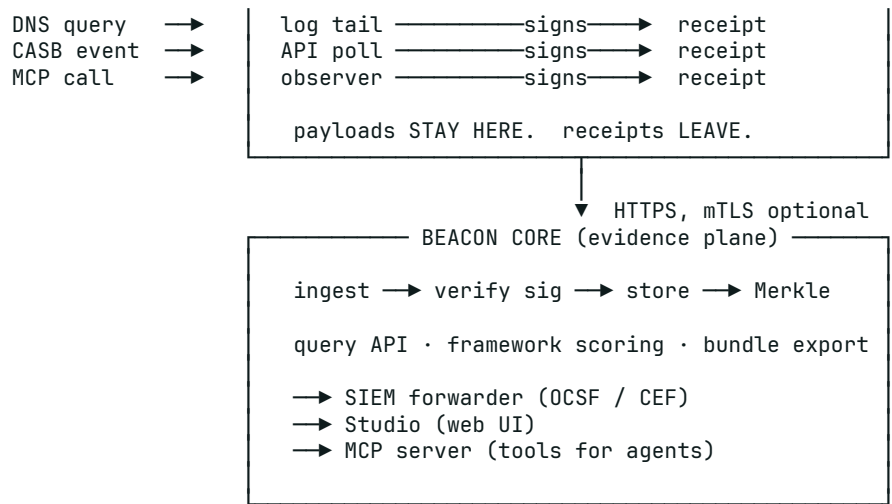 DNS query ──► log tail ──────────signs────► receipt
CASB event ──► API poll ─────────signs────► receipt
MCP call ──► observer ─────────signs────► receipt
payloads STAY HERE. receipts LEAVE.
▼ HTTPS, mTLS optional
BEACON CORE (evidence plane)
ingest ──► verify sig ──► store ──► Merkle
query API · framework scoring · bundle export
──► SIEM forwarder (OCSF / CEF)
──► Studio (web UI)
──► MCP server (tools for agents)